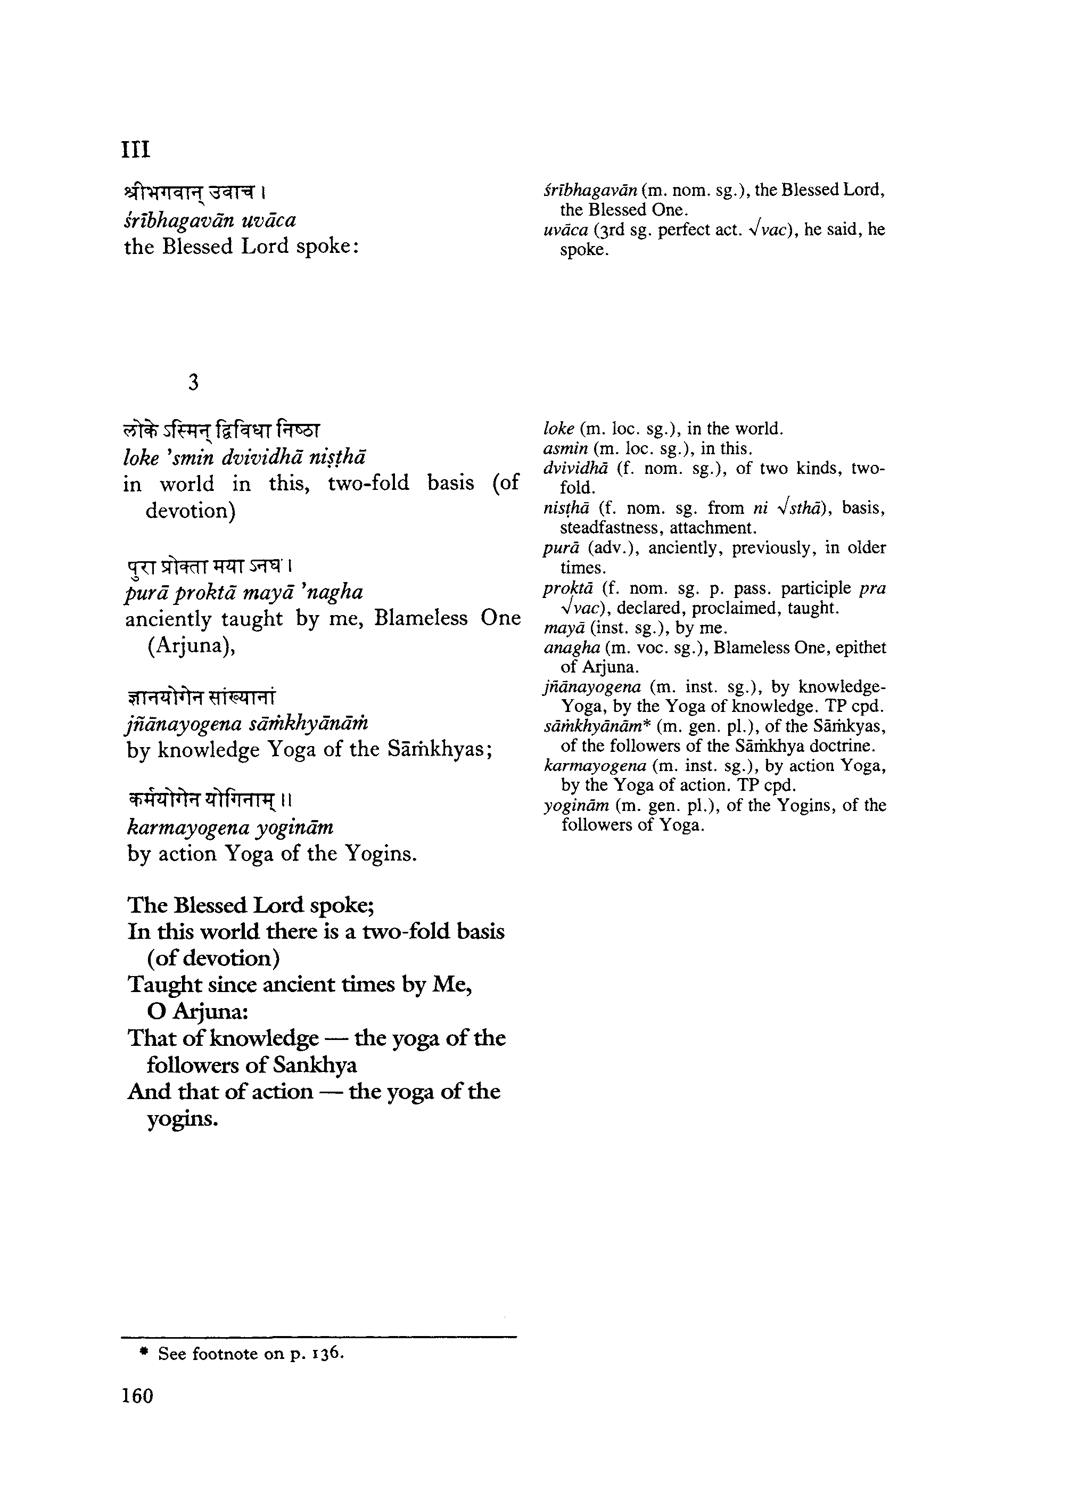 III
श्रीभगवान् उवाच ।
śrībhagavān uvāca
the Blessed Lord spoke:
3
लोके ऽस्मिन् द्विविधा निष्ठा
loke 'smin dvividhā niṣṭhā
in world in this, two-fold basis (of
devotion)
पुरा प्रोक्ता मया ऽनघ ।
purā proktā mayā 'nagha
anciently taught by me, Blameless One
(Arjuna),
ज्ञानयोगेन सांख्यानां
jñānayogena sāṁkhyānāṁ
by knowledge Yoga of the Sāṁkhyas;
कर्मयोगेन योगिनाम् ॥
karmayogena yoginām
by action Yoga of the Yogins.
The Blessed Lord spoke;
In this world there is a two-fold basis
(of devotion)
Taught since ancient times by Me,
O Arjuna:
That of knowledge — the yoga of the
followers of Sankhya
And that of action — the yoga of the
yogins.
śrībhagavān (m. nom. sg.), the Blessed Lord,
the Blessed One.
uvāca (3rd sg. perfect act. √vac), he said, he
spoke.
loke (m. loc. sg.), in the world.
asmin (m. loc. sg.), in this.
dvividhā (f. nom. sg.), of two kinds, two-
fold.
niṣṭhā (f. nom. sg. from ni √sthā), basis,
steadfastness, attachment.
purā (adv.), anciently, previously, in older
times.
proktā (f. nom. sg. p. pass. participle pra
√vac), declared, proclaimed, taught.
mayā (inst. sg.), by me.
anagha (m. voc. sg.), Blameless One, epithet
of Arjuna.
jñānayogena (m. inst. sg.), by knowledge-
Yoga, by the Yoga of knowledge. TP cpd.
sāṁkhyānām* (m. gen. pl.), of the Sāṁkyas,
of the followers of the Sāṁkhya doctrine.
karmayogena (m. inst. sg.), by action Yoga,
by the Yoga of action. TP cpd.
yoginām (m. gen. pl.), of the Yogins, of the
followers of Yoga.
* See footnote on p. 136.
160